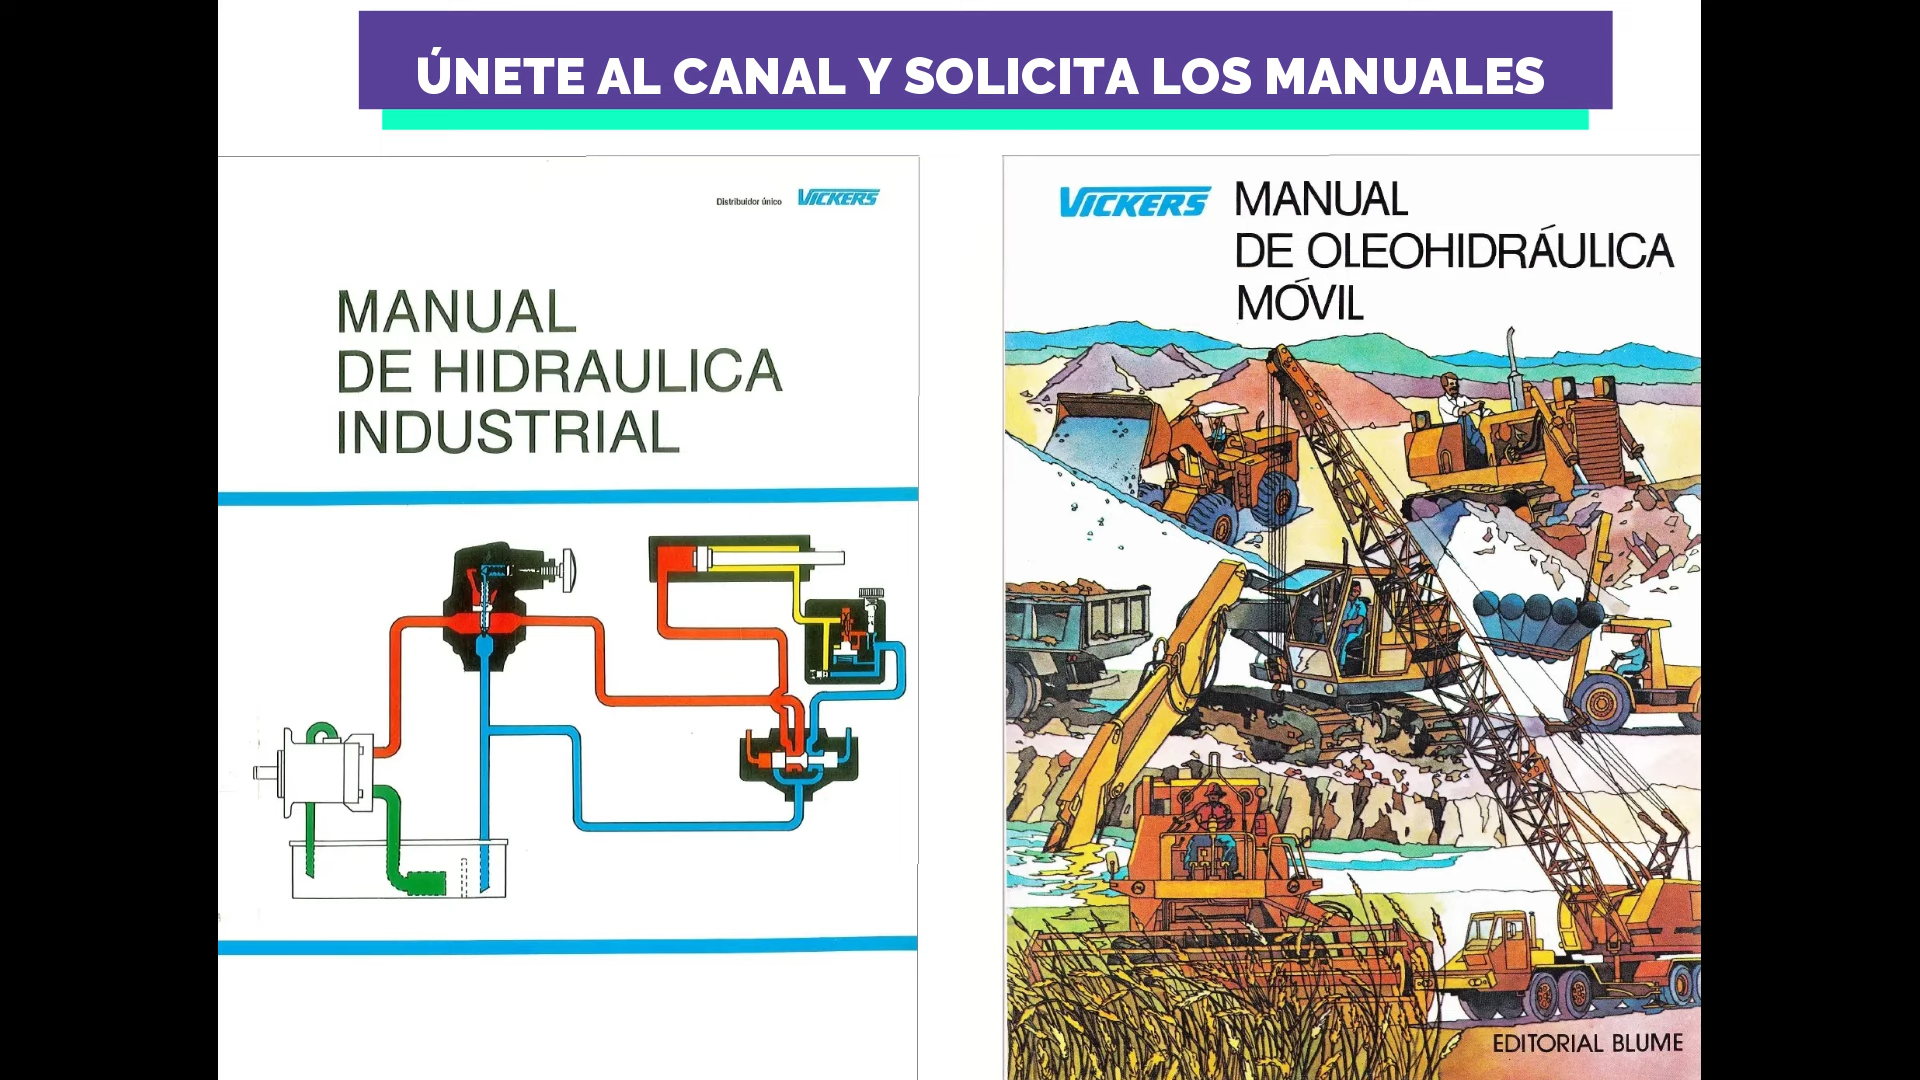 ÚNETE AL CANAL Y SOLICITA LOS MANUALES
Distribuidor único VICKERS
MANUAL
DE HIDRAULICA
INDUSTRIAL
VICKERS MANUAL
DE OLEOHIDRÁULICA
MÓVIL
EDITORIAL BLUME